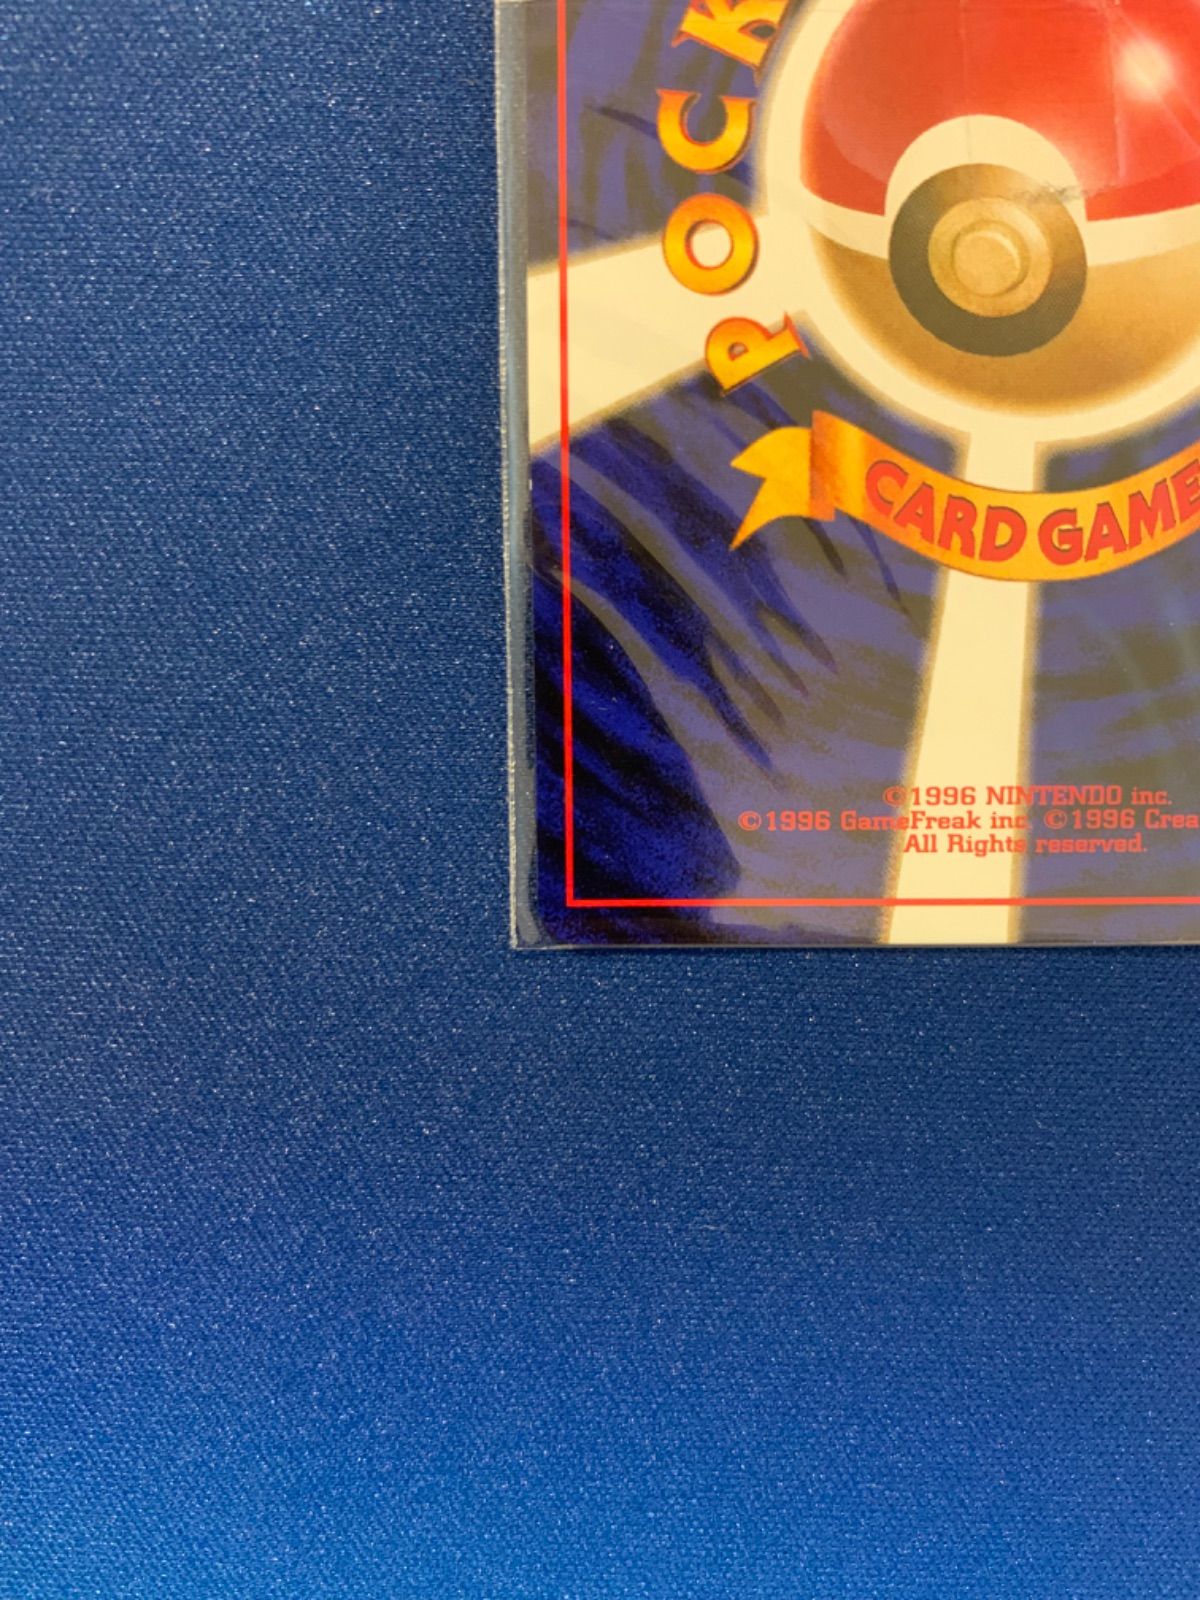 POCK
CARD GAME
©1996 NINTENDO inc.
©1996 GameFreak inc. ©1996 Crea
All Rights reserved.